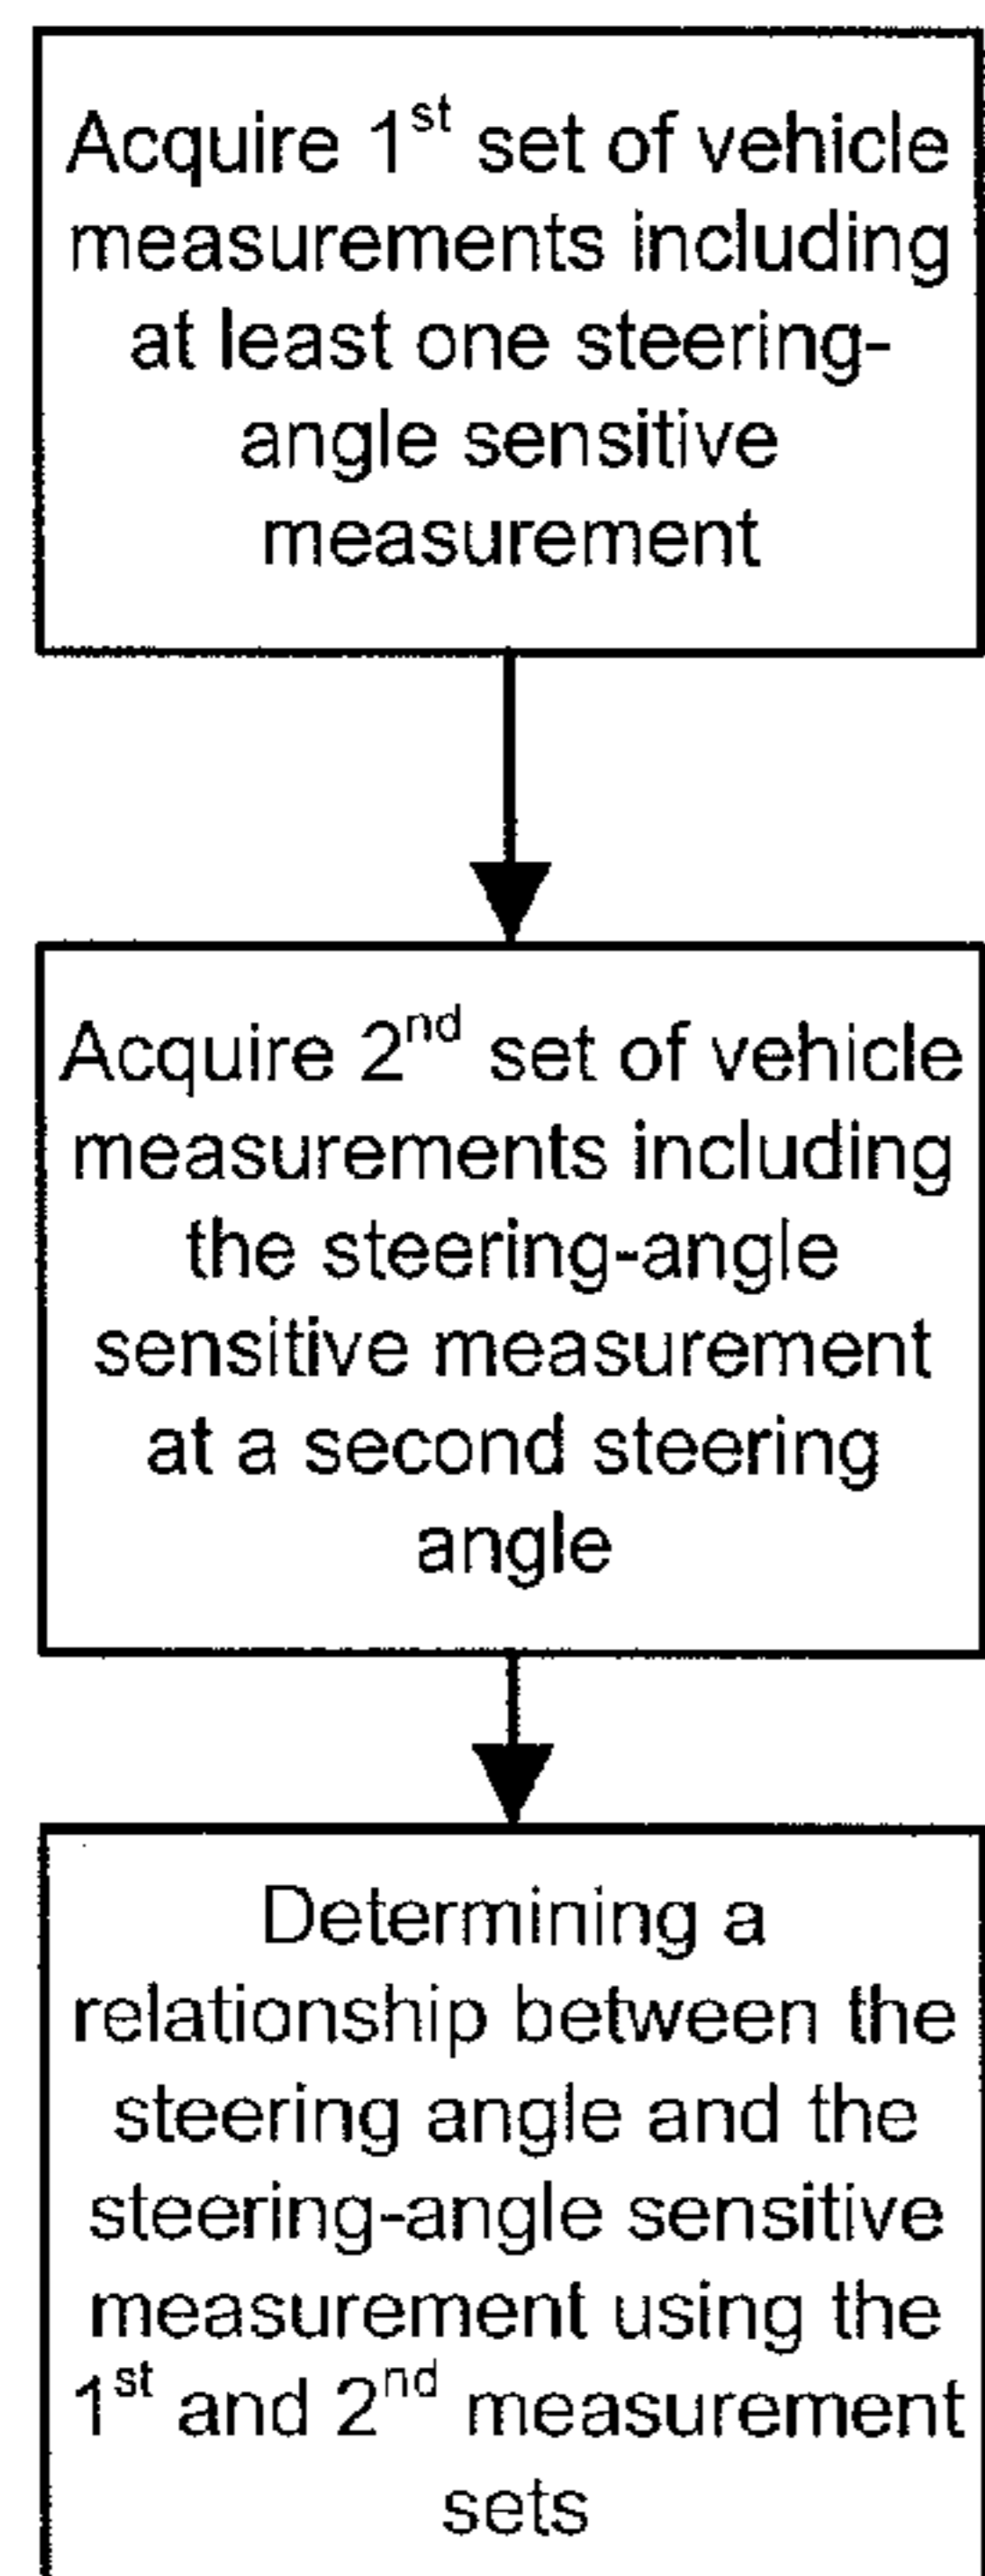 Acquire 1st set of vehicle
measurements including
at least one steering-
angle sensitive
measurement
Acquire 2nd set of vehicle
measurements including
the steering-angle
sensitive measurement
at a second steering
angle
Determining a
relationship between the
steering angle and the
steering-angle sensitive
measurement using the
1st and 2nd measurement
sets